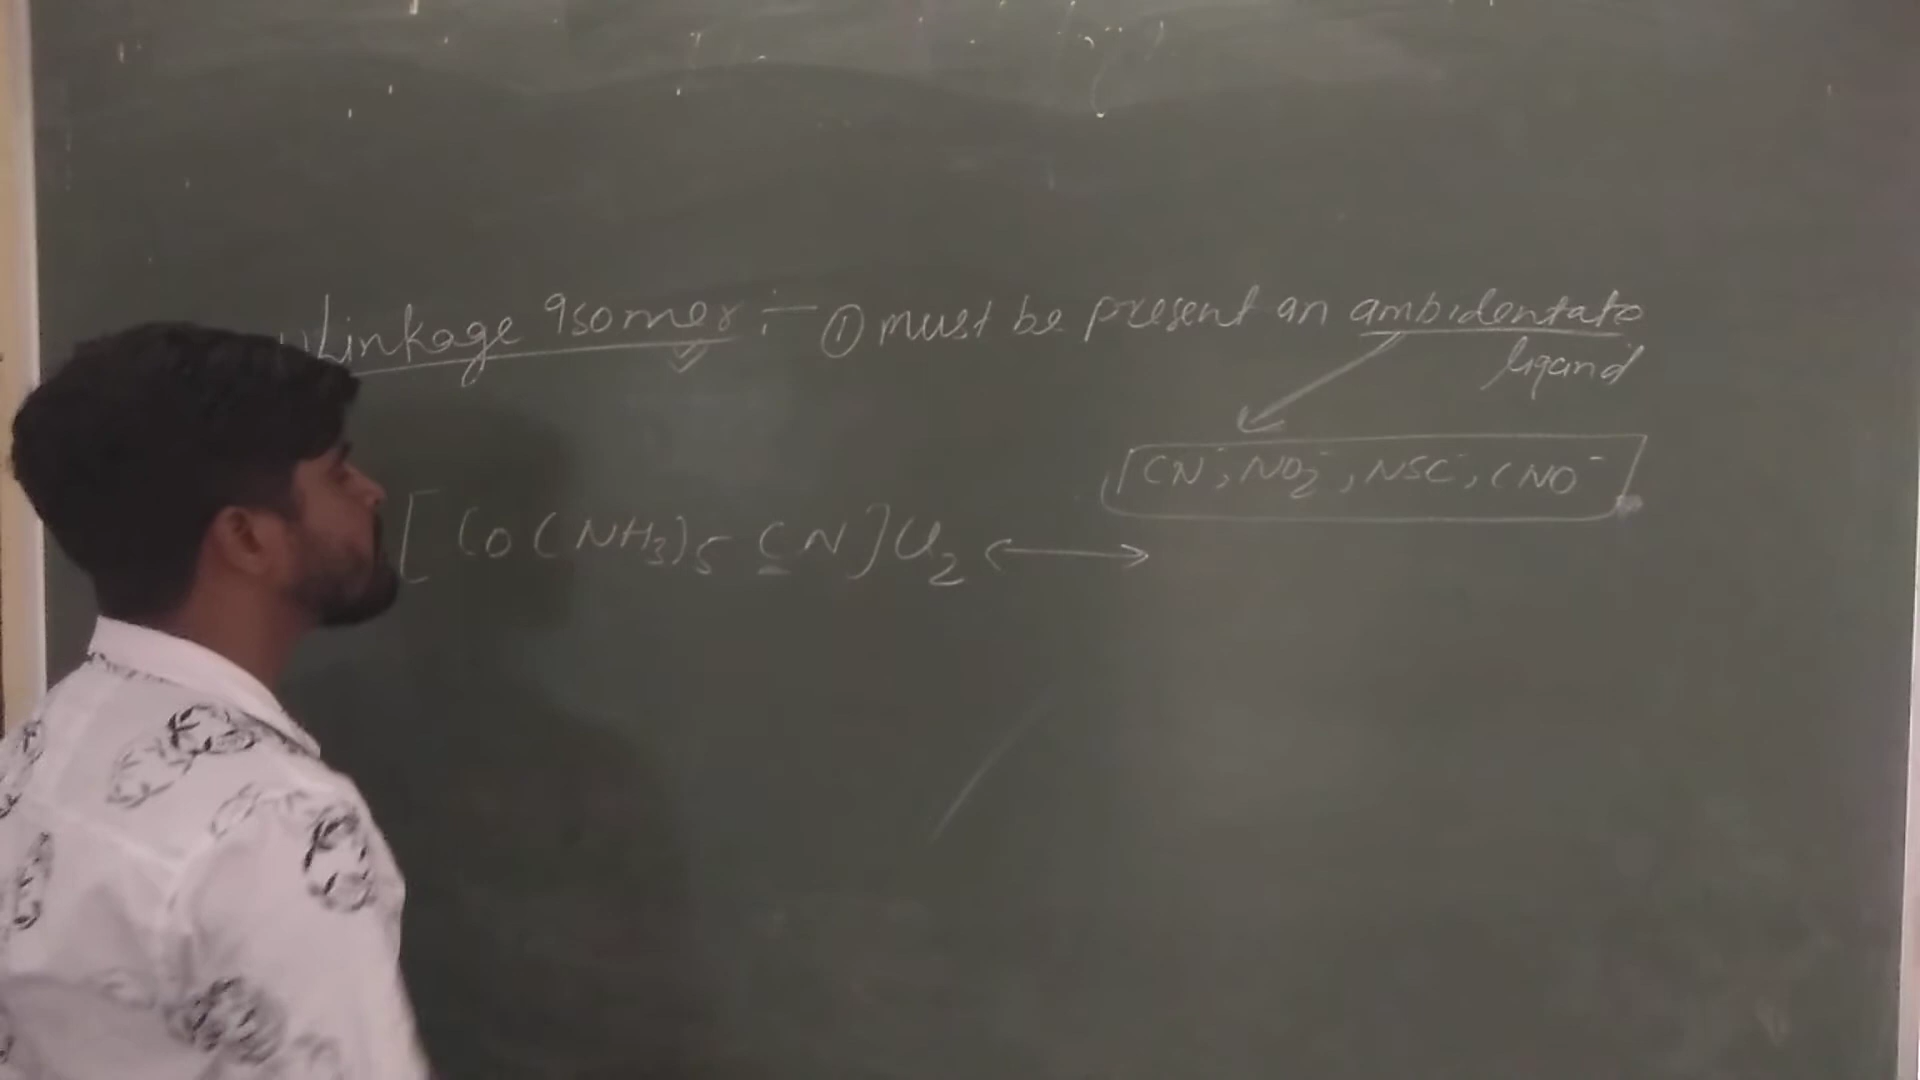 Linkage Isomer :- ① must be present an ambidentate
ligand
CN⁻, NO₂⁻, NSC⁻, CNO⁻
[Co(NH₃)₅ CN]Cl₂ ⟷